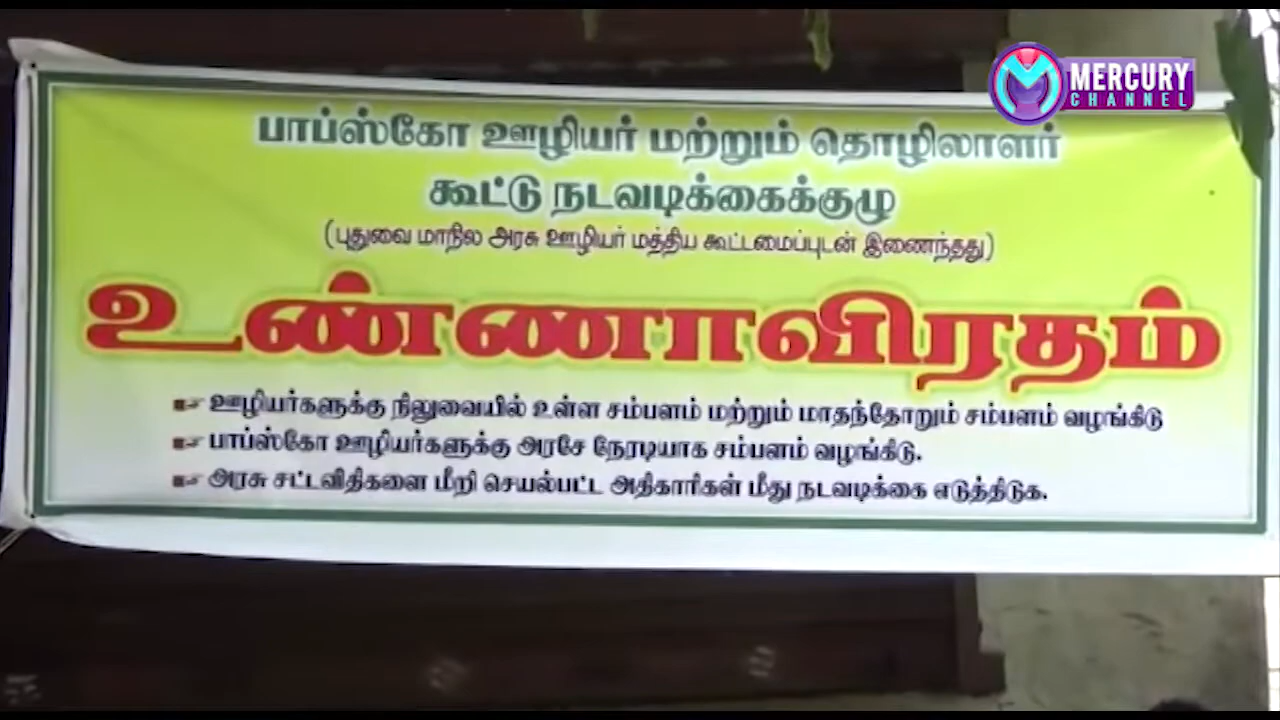 MERCURY
CHANNEL
பாப்ஸ்கோ ஊழியர் மற்றும் தொழிலாளர்
கூட்டு நடவடிக்கைக்குழு
(புதுவை மாநில அரசு ஊழியர் மத்திய கூட்டமைப்புடன் இணைந்தது)
உண்ணாவிரதம்
ஊழியர்களுக்கு நிலுவையில் உள்ள சம்பளம் மற்றும் மாதந்தோறும் சம்பளம் வழங்கிடு
பாப்ஸ்கோ ஊழியர்களுக்கு அரசே நேரடியாக சம்பளம் வழங்கிடு.
அரசு சட்டவிதிகளை மீறி செயல்பட்ட அதிகாரிகள் மீது நடவடிக்கை எடுத்திடுக.